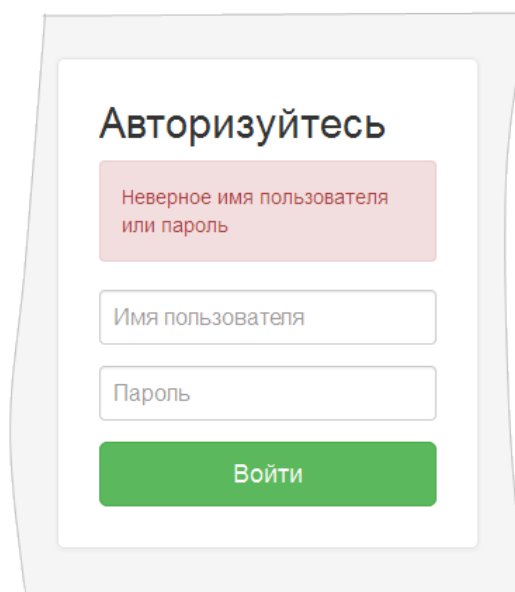 Авторизуйтесь
Неверное имя пользователя
или пароль
Имя пользователя
Пароль
Войти